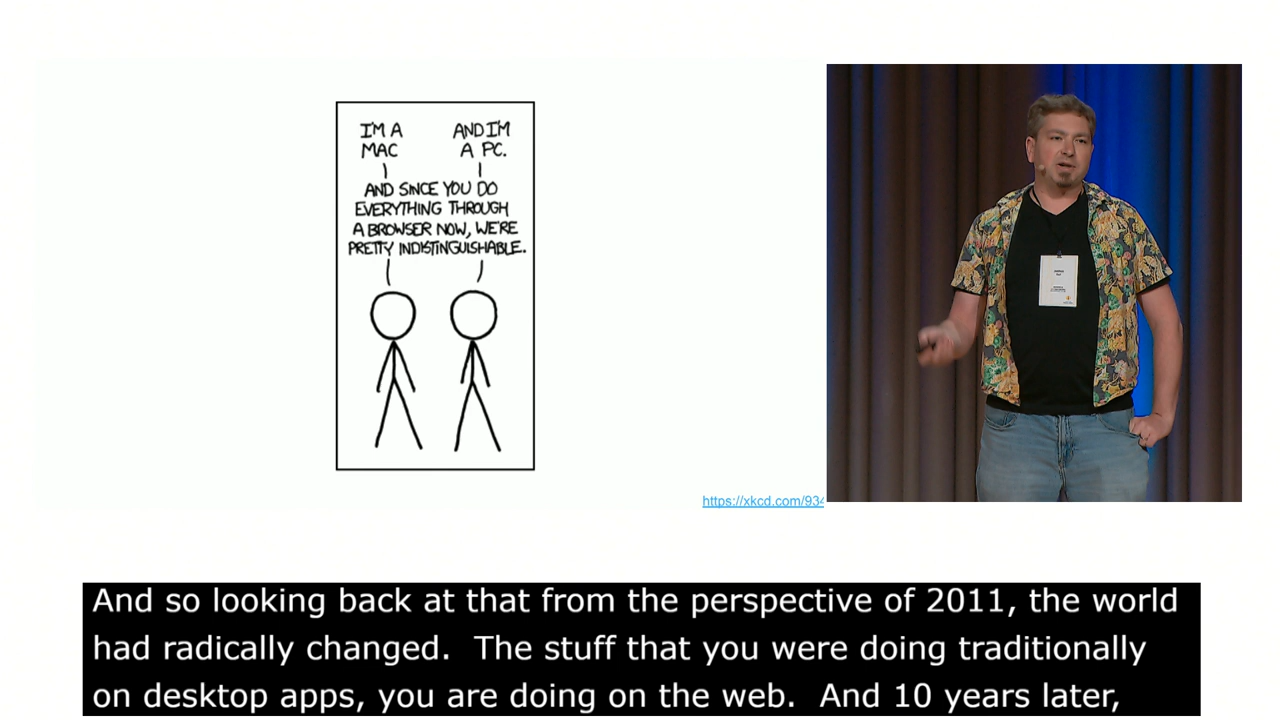 I'M A
MAC
AND I'M
A PC.
AND SINCE YOU DO
EVERYTHING THROUGH
A BROWSER NOW, WE'RE
PRETTY INDISTINGUISHABLE.
https://xkcd.com/934
And so looking back at that from the perspective of 2011, the world
had radically changed.  The stuff that you were doing traditionally
on desktop apps, you are doing on the web.  And 10 years later,